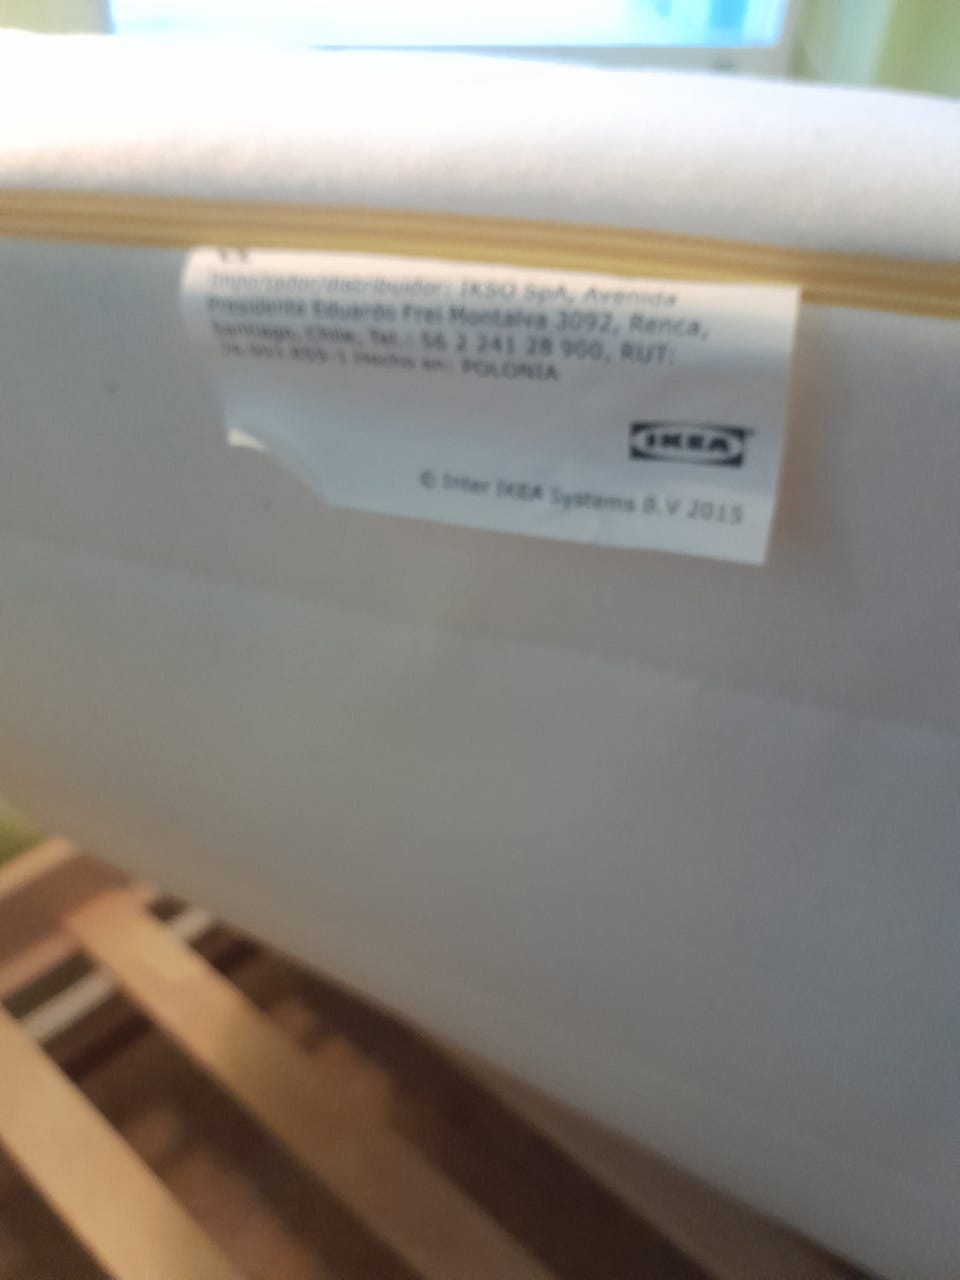 Importador/distribuidor: IKSO SpA, Avenida
Presidente Eduardo Frei Montalva 3092, Renca,
Santiago, Chile, Tel.: 56 2 241 28 900, RUT:
Hecho en: POLONIA
IKEA
© Inter IKEA Systems B.V 2015